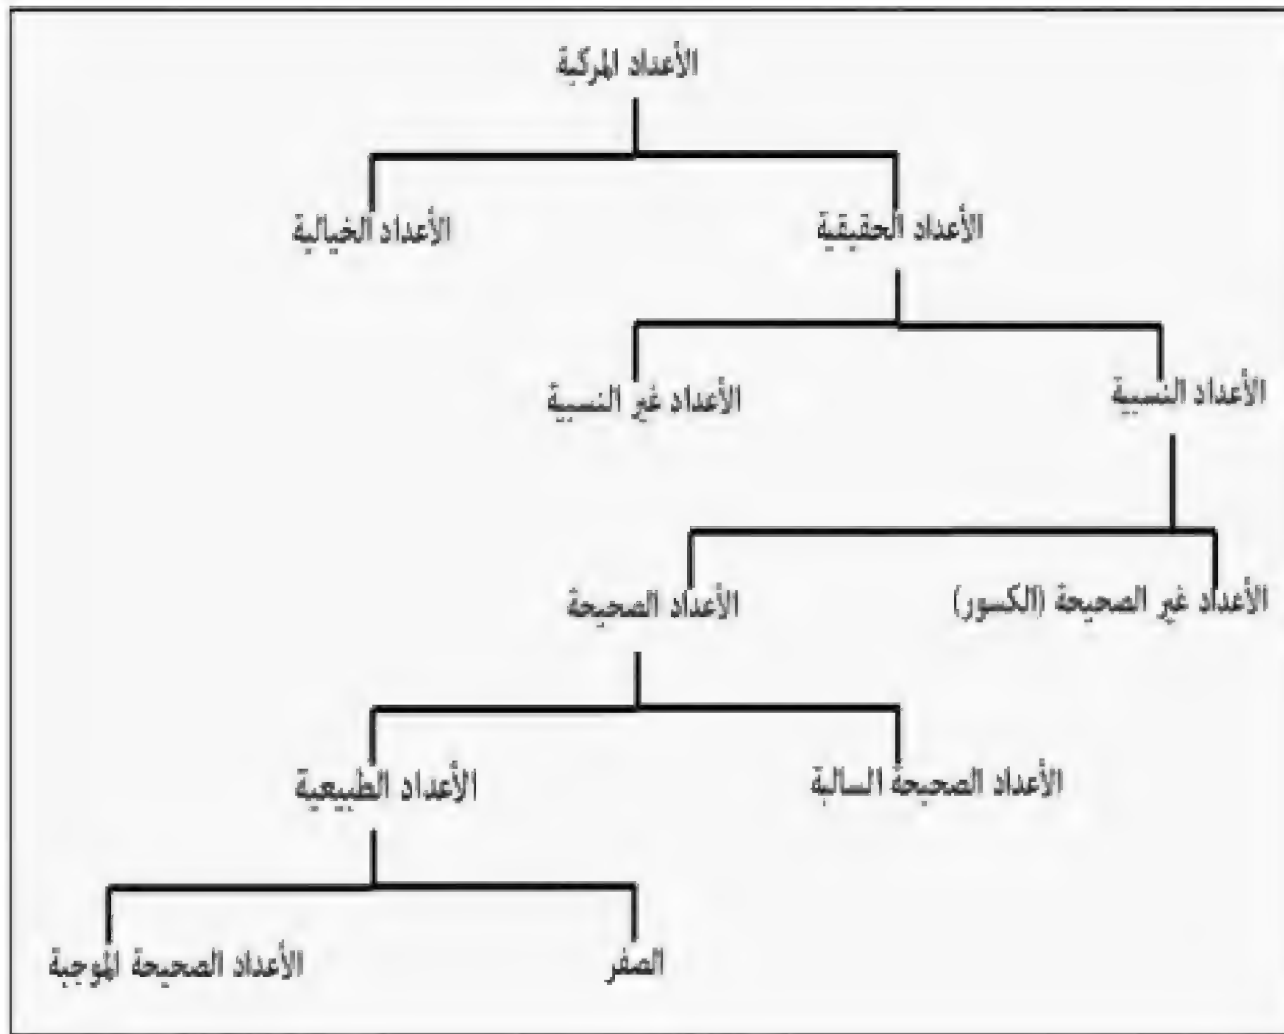 الأعداد المركبة
الأعداد الحقيقية
الأعداد الخيالية
الأعداد النسبية
الأعداد غير النسبية
الأعداد غير الصحيحة (الكسور)
الأعداد الصحيحة
الأعداد الصحيحة السالبة
الأعداد الطبيعية
الصفر
الأعداد الصحيحة الموجبة